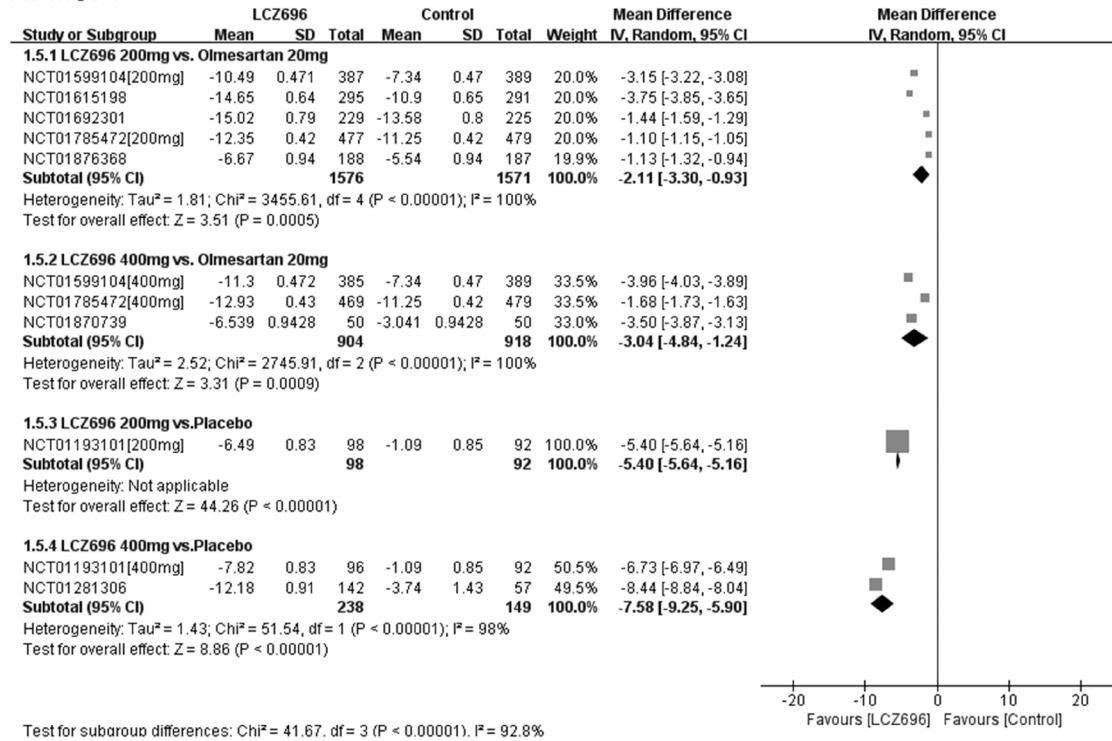 LCZ696 Control Mean Difference Mean Difference
Study or Subgroup Mean SD Total Mean SD Total Weight IV, Random, 95% CI IV, Random, 95% CI
1.5.1 LCZ696 200mg vs. Olmesartan 20mg
NCT01599104[200mg] -10.49 0.471 387 -7.34 0.47 389 20.0% -3.15 [-3.22, -3.08]
NCT01615198 -14.65 0.64 295 -10.9 0.65 291 20.0% -3.75 [-3.85, -3.65]
NCT01692301 -15.02 0.79 229 -13.58 0.8 225 20.0% -1.44 [-1.59, -1.29]
NCT01785472[200mg] -12.35 0.42 477 -11.25 0.42 479 20.0% -1.10 [-1.15, -1.05]
NCT01876368 -6.67 0.94 188 -5.54 0.94 187 19.9% -1.13 [-1.32, -0.94]
Subtotal (95% CI) 1576 1571 100.0% -2.11 [-3.30, -0.93]
Heterogeneity: Tau² = 1.81; Chi² = 3455.61, df = 4 (P < 0.00001); I² = 100%
Test for overall effect: Z = 3.51 (P = 0.0005)
1.5.2 LCZ696 400mg vs. Olmesartan 20mg
NCT01599104[400mg] -11.3 0.472 385 -7.34 0.47 389 33.5% -3.96 [-4.03, -3.89]
NCT01785472[400mg] -12.93 0.43 469 -11.25 0.42 479 33.5% -1.68 [-1.73, -1.63]
NCT01870739 -6.539 0.9428 50 -3.041 0.9428 50 33.0% -3.50 [-3.87, -3.13]
Subtotal (95% CI) 904 918 100.0% -3.04 [-4.84, -1.24]
Heterogeneity: Tau² = 2.52; Chi² = 2745.91, df = 2 (P < 0.00001); I² = 100%
Test for overall effect: Z = 3.31 (P = 0.0009)
1.5.3 LCZ696 200mg vs.Placebo
NCT01193101[200mg] -6.49 0.83 98 -1.09 0.85 92 100.0% -5.40 [-5.64, -5.16]
Subtotal (95% CI) 98 92 100.0% -5.40 [-5.64, -5.16]
Heterogeneity: Not applicable
Test for overall effect: Z = 44.26 (P < 0.00001)
1.5.4 LCZ696 400mg vs.Placebo
NCT01193101[400mg] -7.82 0.83 96 -1.09 0.85 92 50.5% -6.73 [-6.97, -6.49]
NCT01281306 -12.18 0.91 142 -3.74 1.43 57 49.5% -8.44 [-8.84, -8.04]
Subtotal (95% CI) 238 149 100.0% -7.58 [-9.25, -5.90]
Heterogeneity: Tau² = 1.43; Chi² = 51.54, df = 1 (P < 0.00001); I² = 98%
Test for overall effect: Z = 8.86 (P < 0.00001)
-20 -10 0 10 20
Favours [LCZ696] Favours [Control]
Test for subgroup differences: Chi² = 41.67, df = 3 (P < 0.00001), I² = 92.8%